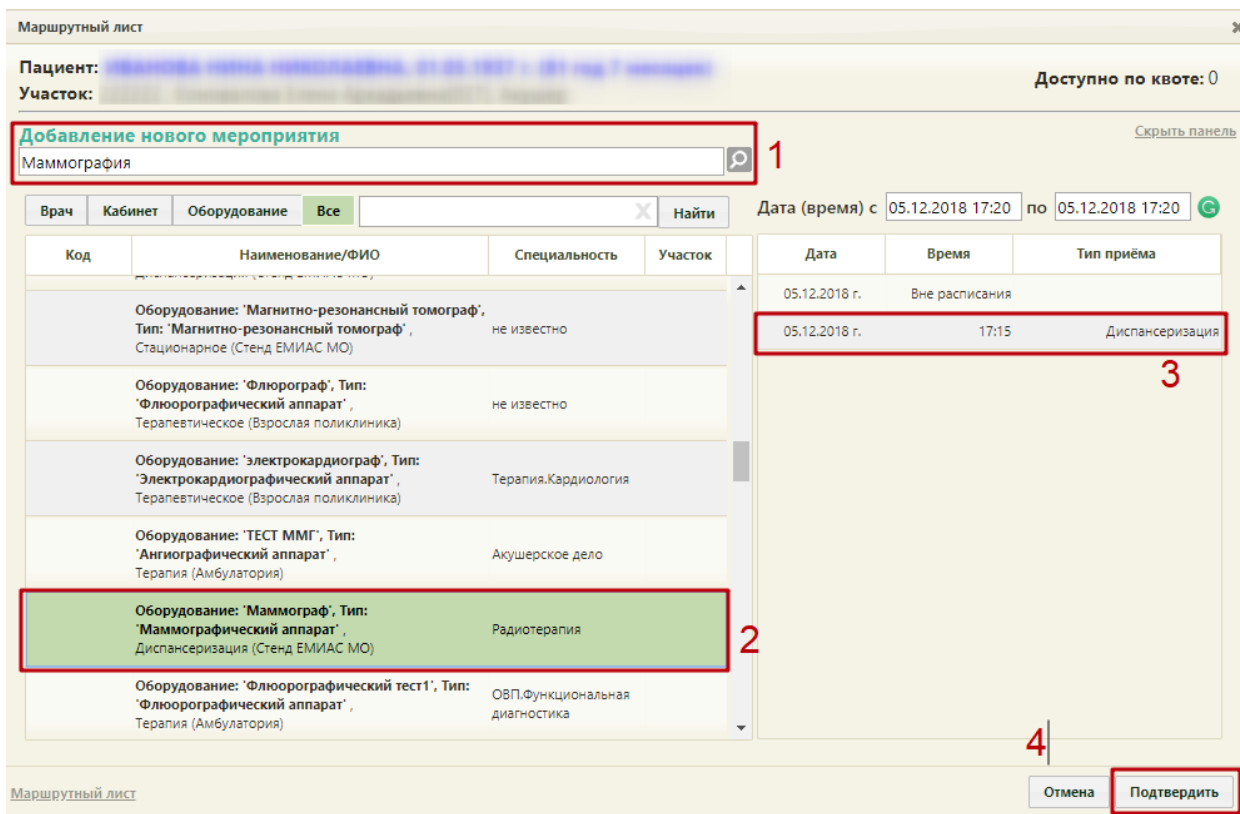 Маршрутный лист
Пациент:
Участок:
Доступно по квоте: 0
Добавление нового мероприятия
Скрыть панель
Маммография
1
Врач Кабинет Оборудование Все Найти
Дата (время) с 05.12.2018 17:20 по 05.12.2018 17:20
Код Наименование/ФИО Специальность Участок
Дата Время Тип приёма
Оборудование: 'Магнитно-резонансный томограф',
Тип: 'Магнитно-резонансный томограф' ,
Стационарное (Стенд ЕМИАС МО)
не известно
Оборудование: 'Флюрограф', Тип:
'Флюорографический аппарат' ,
Терапевтическое (Взрослая поликлиника)
не известно
Оборудование: 'электрокардиограф', Тип:
'Электрокардиографический аппарат' ,
Терапевтическое (Взрослая поликлиника)
Терапия.Кардиология
Оборудование: 'ТЕСТ ММГ', Тип:
'Ангиографический аппарат' ,
Терапия (Амбулатория)
Акушерское дело
Оборудование: 'Маммограф', Тип:
'Маммографический аппарат' ,
Диспансеризация (Стенд ЕМИАС МО)
Радиотерапия
2
Оборудование: 'Флюорографический тест1', Тип:
'Флюорографический аппарат' ,
Терапия (Амбулатория)
ОВП.Функциональная
диагностика
05.12.2018 г. Вне расписания
05.12.2018 г. 17:15 Диспансеризация
3
4
Маршрутный лист
Отмена Подтвердить